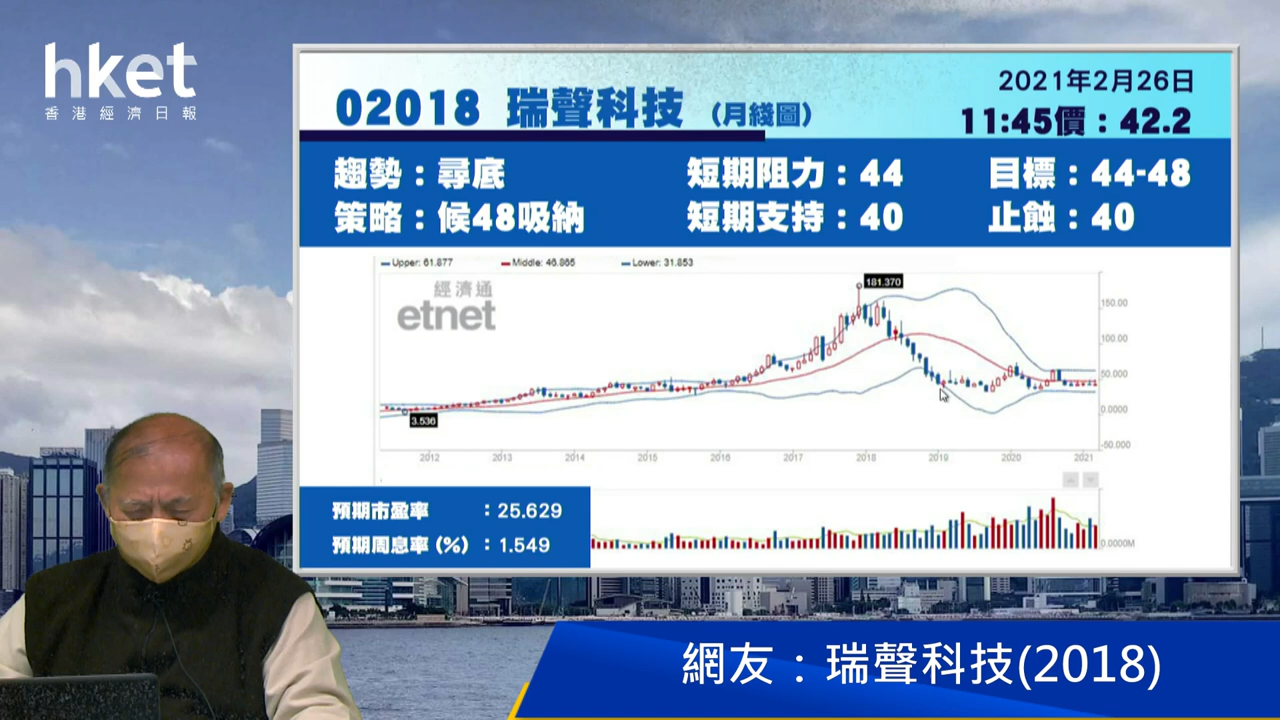 hket
香港經濟日報
02018 瑞聲科技 (月綫圖)
2021年2月26日
11:45價:42.2
趨勢:尋底
短期阻力:44
目標:44-48
策略:候48吸納
短期支持:40
止蝕:40
Upper: 61.877 Middle: 46.865 Lower: 31.853
經濟通
etnet
181.370
3.536
150.00
100.00
50.000
0.0000
-50.000
2012 2013 2014 2015 2016 2017 2018 2019 2020 2021
預期市盈率 :25.629
預期周息率 (%) :1.549
0.0000M
網友:瑞聲科技(2018)